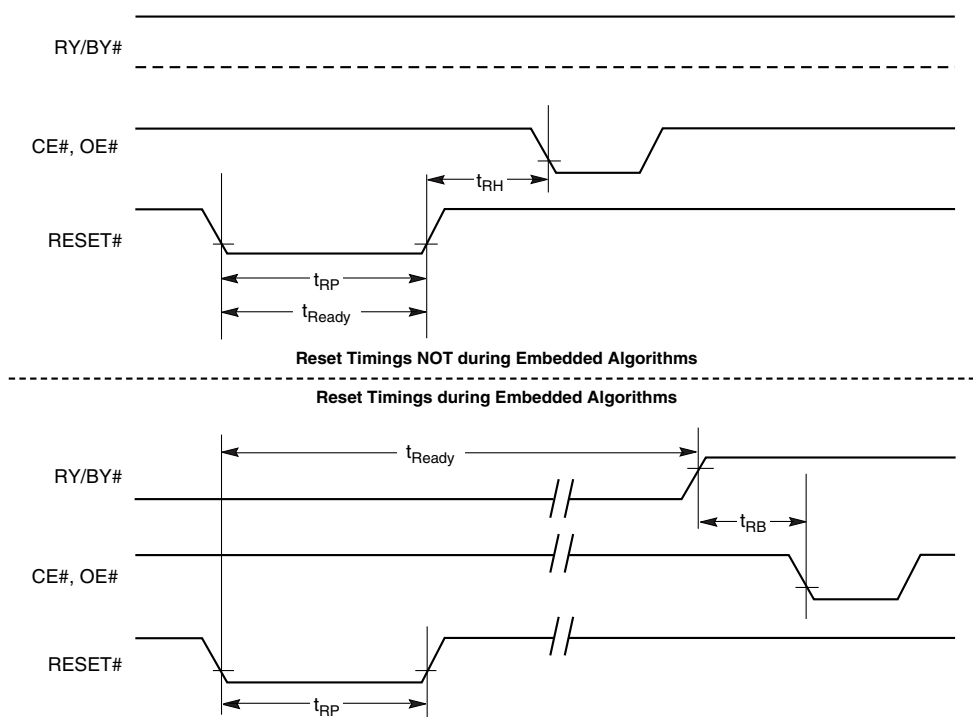 RY/BY#
CE#, OE#
tRH
RESET#
tRP
tReady
Reset Timings NOT during Embedded Algorithms
Reset Timings during Embedded Algorithms
tReady
RY/BY#
tRB
CE#, OE#
RESET#
tRP